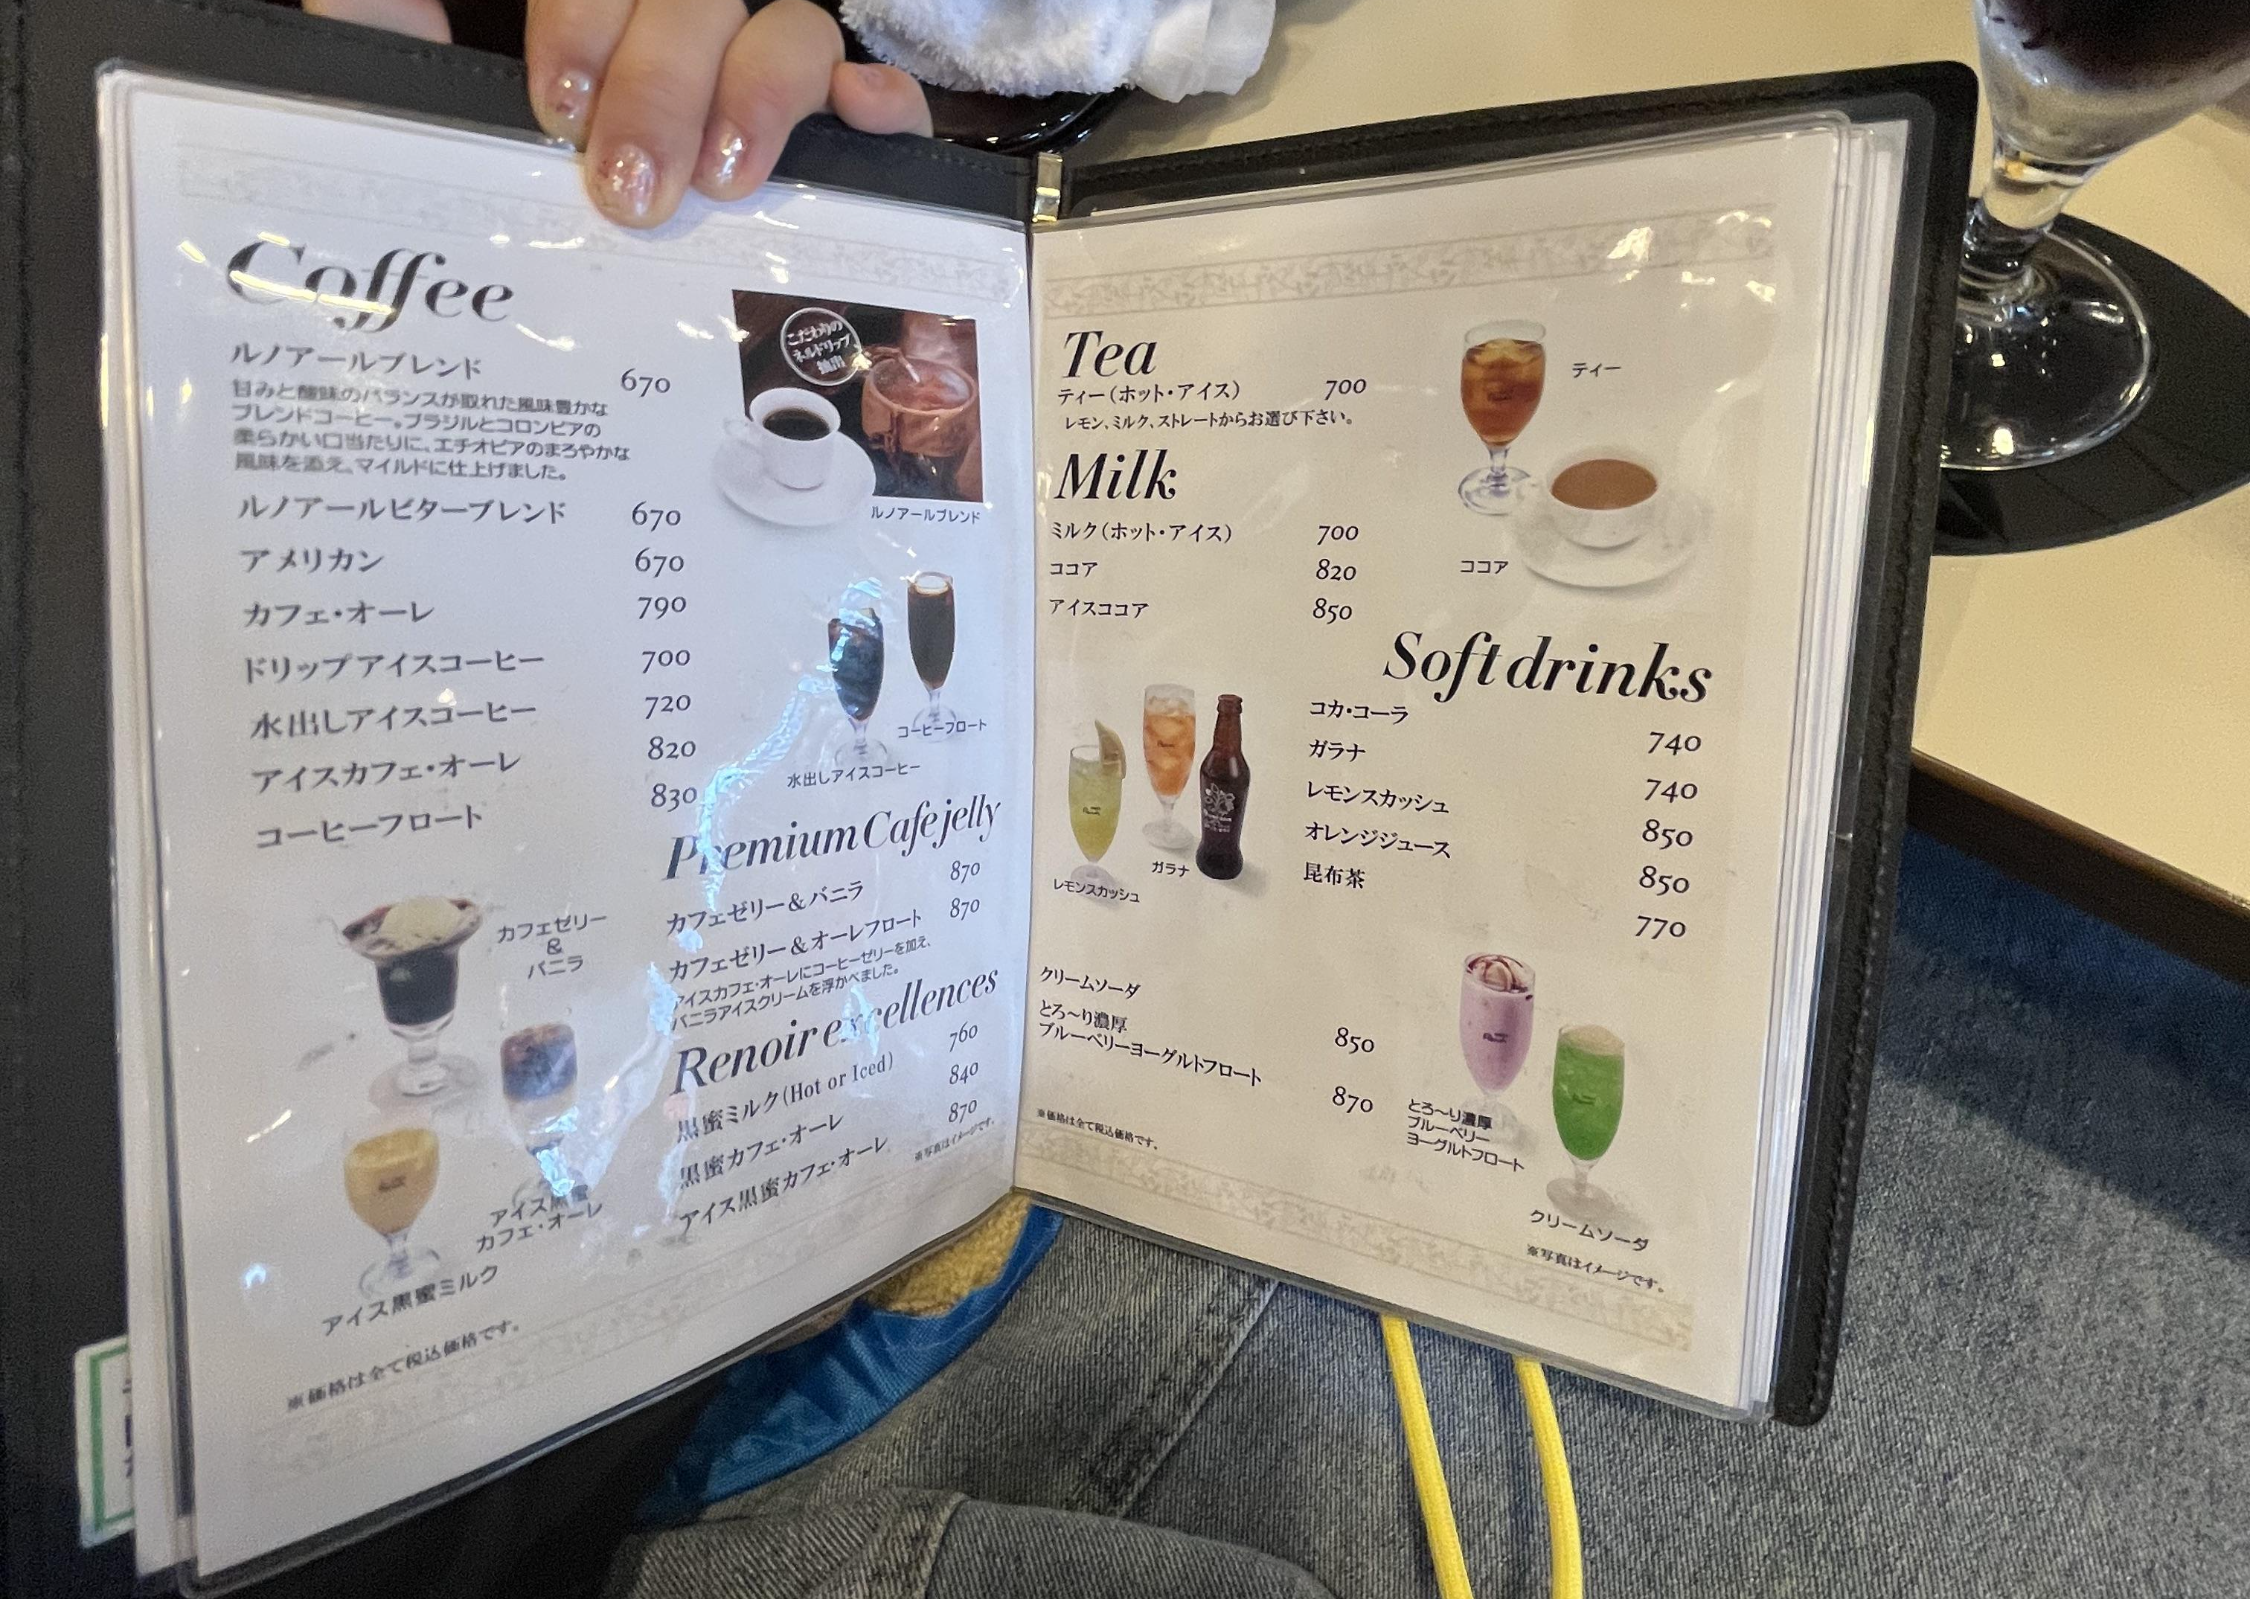 Coffee
ルノアールブレンド 670
甘みと酸味のバランスが取れた風味豊かな
ブレンドコーヒー。ブラジルとコロンビアの
柔らかい口当たりに、エチオピアのまろやかな
風味を添え、マイルドに仕上げました。
ルノアールビターブレンド 670
アメリカン 670
カフェ・オーレ 790
ドリップアイスコーヒー 700
水出しアイスコーヒー 720
アイスカフェ・オーレ 820
コーヒーフロート 830
こだわりの
ネルドリップ
抽出
ルノアールブレンド
コーヒーフロート
水出しアイスコーヒー
Premium Cafe jelly
カフェゼリー&バニラ 870
カフェゼリー&オーレフロート 870
アイスカフェ・オーレにコーヒーゼリーを加え、
バニラアイスクリームを浮かべました。
Renoir excellences
黒蜜ミルク(Hot or Iced) 760
黒蜜カフェ・オーレ 840
アイス黒蜜カフェ・オーレ 870
※写真はイメージです。
カフェゼリー
&
バニラ
アイス黒蜜
カフェ・オーレ
アイス黒蜜ミルク
※価格は全て税込価格です。
Tea
ティー(ホット・アイス) 700
レモン、ミルク、ストレートからお選び下さい。
ティー
Milk
ミルク(ホット・アイス) 700
ココア 820
アイスココア 850
ココア
Soft drinks
コカ・コーラ 740
ガラナ 740
レモンスカッシュ 850
オレンジジュース 850
昆布茶 770
レモンスカッシュ
ガラナ
クリームソーダ 850
とろ〜り濃厚
ブルーベリーヨーグルトフロート 870
とろ〜り濃厚
ブルーベリー
ヨーグルトフロート
クリームソーダ
※価格は全て税込価格です。
※写真はイメージです。